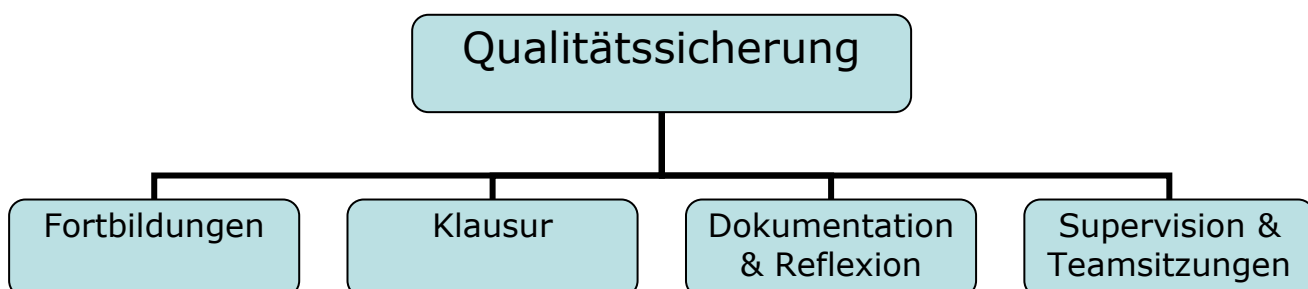 Qualitätssicherung
Fortbildungen
Klausur
Dokumentation
& Reflexion
Supervision &
Teamsitzungen